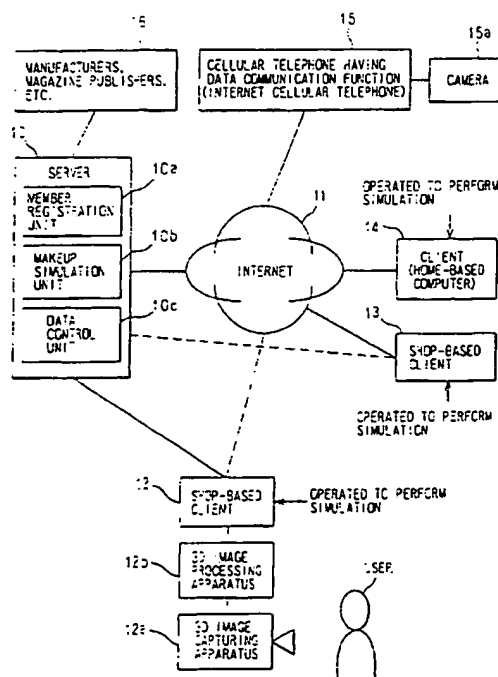 16
MANUFACTURERS,
MAGAZINE PUBLISHERS,
ETC.
15
CELLULAR TELEPHONE HAVING
DATA COMMUNICATION FUNCTION
(INTERNET CELLULAR TELEPHONE)
15a
CAMERA
10
SERVER
10a
MEMBER
REGISTRATION
UNIT
10b
MAKEUP
SIMULATION
UNIT
10c
DATA
CONTROL
UNIT
11
INTERNET
OPERATED TO PERFORM
SIMULATION
14
CLIENT
(HOME-BASED
COMPUTER)
13
SHOP-BASED
CLIENT
OPERATED TO PERFORM
SIMULATION
12
SHOP-BASED
CLIENT
OPERATED TO PERFORM
SIMULATION
12b
3D IMAGE
PROCESSING
APPARATUS
12a
3D IMAGE
CAPTURING
APPARATUS
USER